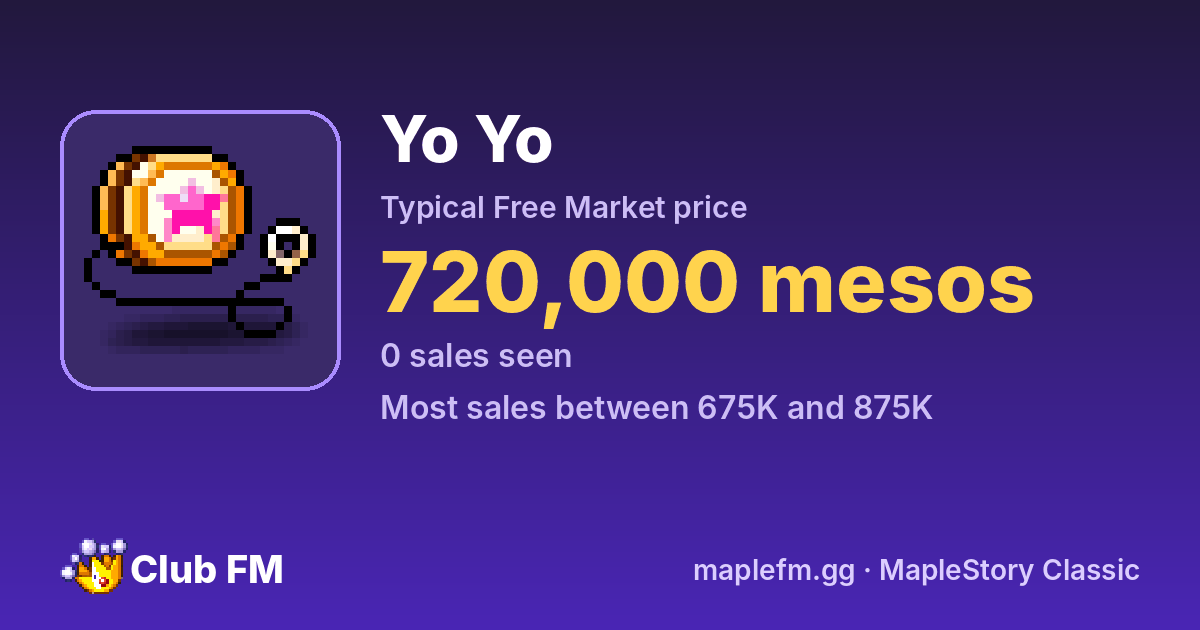 Yo Yo
Typical Free Market price
720,000 mesos
0 sales seen
Most sales between 675K and 875K
Club FM
maplefm.gg · MapleStory Classic